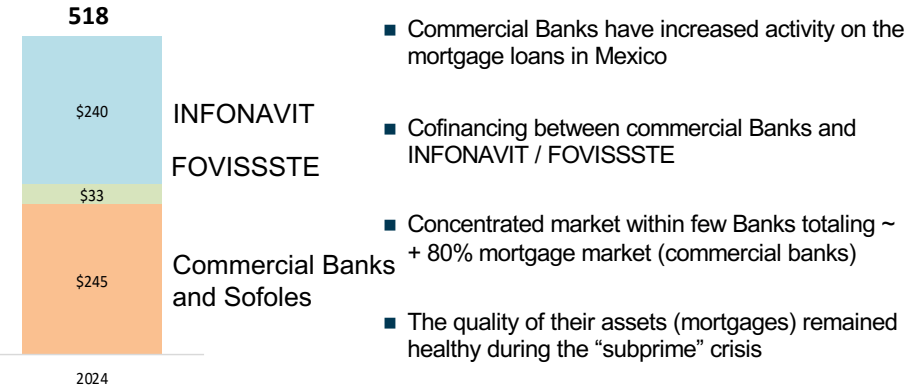 518
$240
$33
$245
2024
INFONAVIT
FOVISSSTE
Commercial Banks
and Sofoles
■ Commercial Banks have increased activity on the
mortgage loans in Mexico
■ Cofinancing between commercial Banks and
INFONAVIT / FOVISSSTE
■ Concentrated market within few Banks totaling ~
+ 80% mortgage market (commercial banks)
■ The quality of their assets (mortgages) remained
healthy during the “subprime” crisis